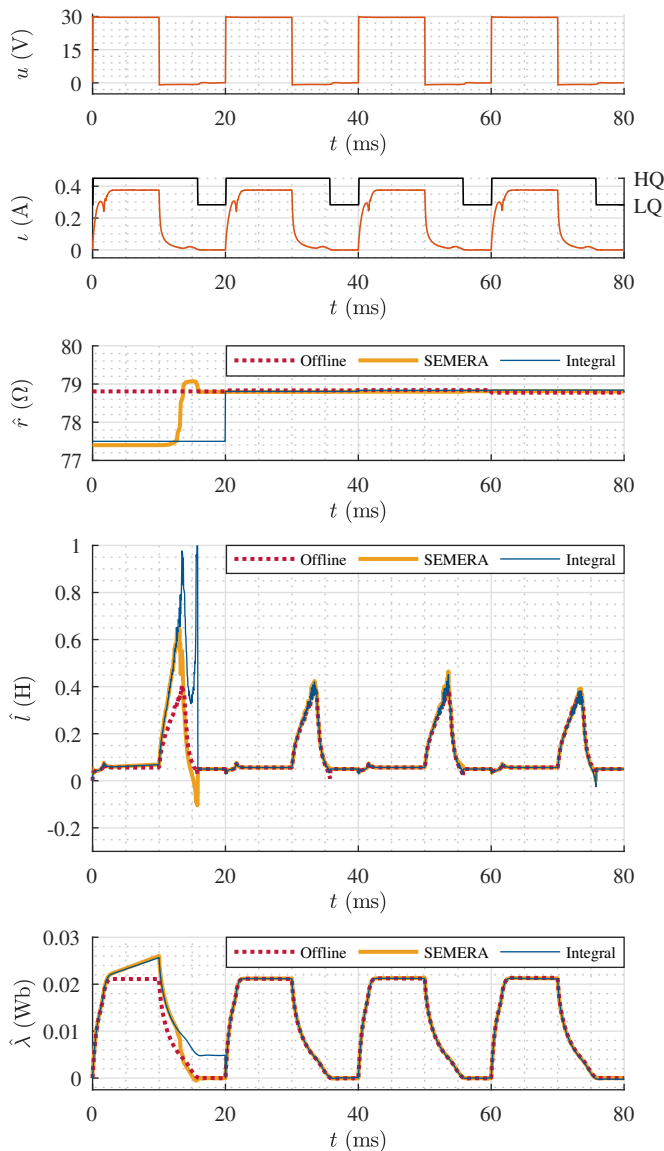 30
15
0
u (V)
0 20 40 60 80
t (ms)
0.4
0.2
0
ι (A)
HQ
LQ
0 20 40 60 80
t (ms)
80
79
78
77
r̂ (Ω)
Offline SEMERA Integral
0 20 40 60 80
t (ms)
1
0.8
0.6
0.4
0.2
0
-0.2
l̂ (H)
Offline SEMERA Integral
0 20 40 60 80
t (ms)
0.03
0.02
0.01
0
λ̂ (Wb)
Offline SEMERA Integral
0 20 40 60 80
t (ms)